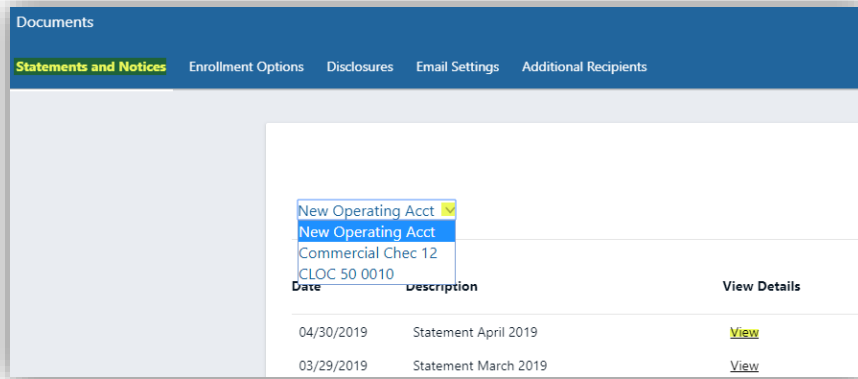 Documents
Statements and Notices Enrollment Options Disclosures Email Settings Additional Recipients
New Operating Acct
New Operating Acct
Commercial Chec 12
CLOC 50 0010
Date Description View Details
04/30/2019 Statement April 2019 View
03/29/2019 Statement March 2019 View